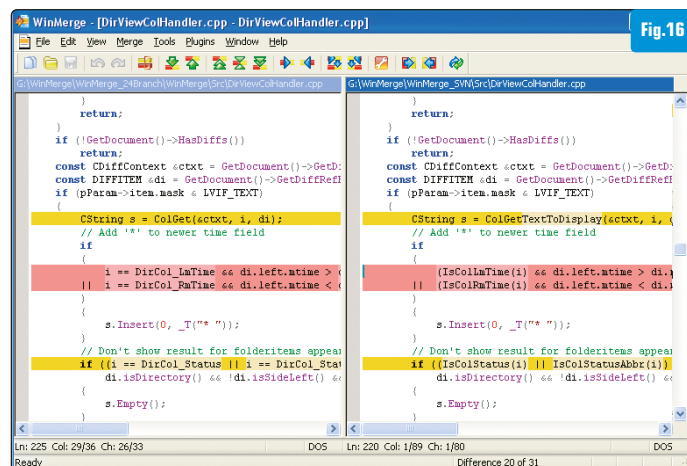 WinMerge - [DirViewColHandler.cpp - DirViewColHandler.cpp]
Fig.16
File Edit View Merge Tools Plugins Window Help
G:\WinMerge\WinMerge_24Branch\WinMerge\Src\DirViewColHandler.cpp
}
return;
}
if (!GetDocument()->HasDiffs())
return;
const CDiffContext &ctxt = GetDocument()->GetD
const DIFFITEM &di = GetDocument()->GetDiffRef
if (pParam->item.mask & LVIF_TEXT)
{
CString s = ColGet(&ctxt, i, di);
// Add '*' to newer time field
if
{
i == DirCol_LmTime && di.left.mtime >
|| i == DirCol_RmTime && di.left.mtime <
)
{
s.Insert(0, _T("* "));
}
// Don't show result for folderitems appea
if ((i == DirCol_Status || i == DirCol_Sta
di.isDirectory() && !di.isSideLeft() &
{
s.Empty();
}
Ln: 225 Col: 29/36 Ch: 26/33 DOS
G:\WinMerge\WinMerge_SVN\Src\DirViewColHandler.cpp
}
return;
}
if (!GetDocument()->HasDiffs())
return;
const CDiffContext &ctxt = GetDocument()->GetD
const DIFFITEM &di = GetDocument()->GetDiffRef
if (pParam->item.mask & LVIF_TEXT)
{
CString s = ColGetTextToDisplay(&ctxt, i,
// Add '*' to newer time field
if
(
(IsColLmTime(i) && di.left.mtime > di.
|| (IsColRmTime(i) && di.left.mtime < di.
)
{
s.Insert(0, _T("* "));
}
// Don't show result for folderitems appea
if ((IsColStatus(i) || IsColStatusAbbr(i))
di.isDirectory() && !di.isSideLeft() &
{
s.Empty();
}
Ln: 220 Col: 1/89 Ch: 1/80 DOS
Ready Difference 20 of 31